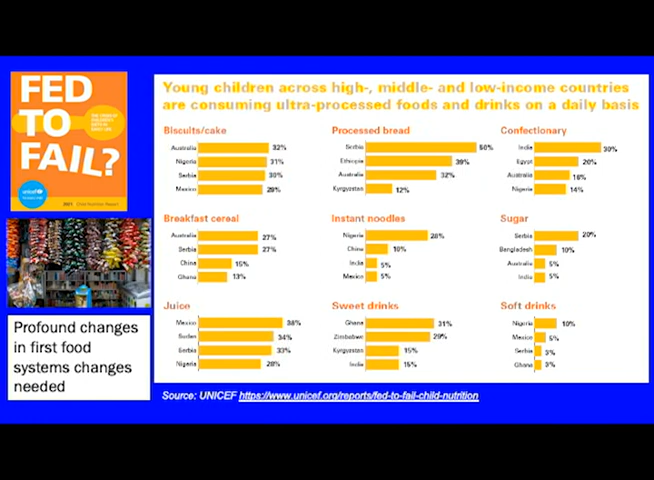 FED
TO
FAIL?
unicef
2021 Child Nutrition Report
Profound changes
in first food
systems changes
needed
Young children across high-, middle- and low-income countries
are consuming ultra-processed foods and drinks on a daily basis
Biscuits/cake
Australia 32%
Nigeria 31%
Serbia 30%
Mexico 29%
Processed bread
Serbia 50%
Ethiopia 39%
Australia 32%
Kyrgyzstan 12%
Confectionary
India 30%
Egypt 20%
Australia 18%
Nigeria 14%
Breakfast cereal
Australia 27%
Serbia 27%
China 15%
Ghana 13%
Instant noodles
Nigeria 28%
China 10%
India 5%
Mexico 5%
Sugar
Serbia 20%
Bangladesh 10%
Australia 5%
India 5%
Juice
Mexico 38%
Sudan 34%
Serbia 33%
Nigeria 28%
Sweet drinks
Ghana 31%
Zimbabwe 29%
Kyrgyzstan 15%
India 15%
Soft drinks
Nigeria 10%
Mexico 5%
Serbia 3%
Ghana 3%
Source: UNICEF https://www.unicef.org/reports/fed-to-fail-child-nutrition